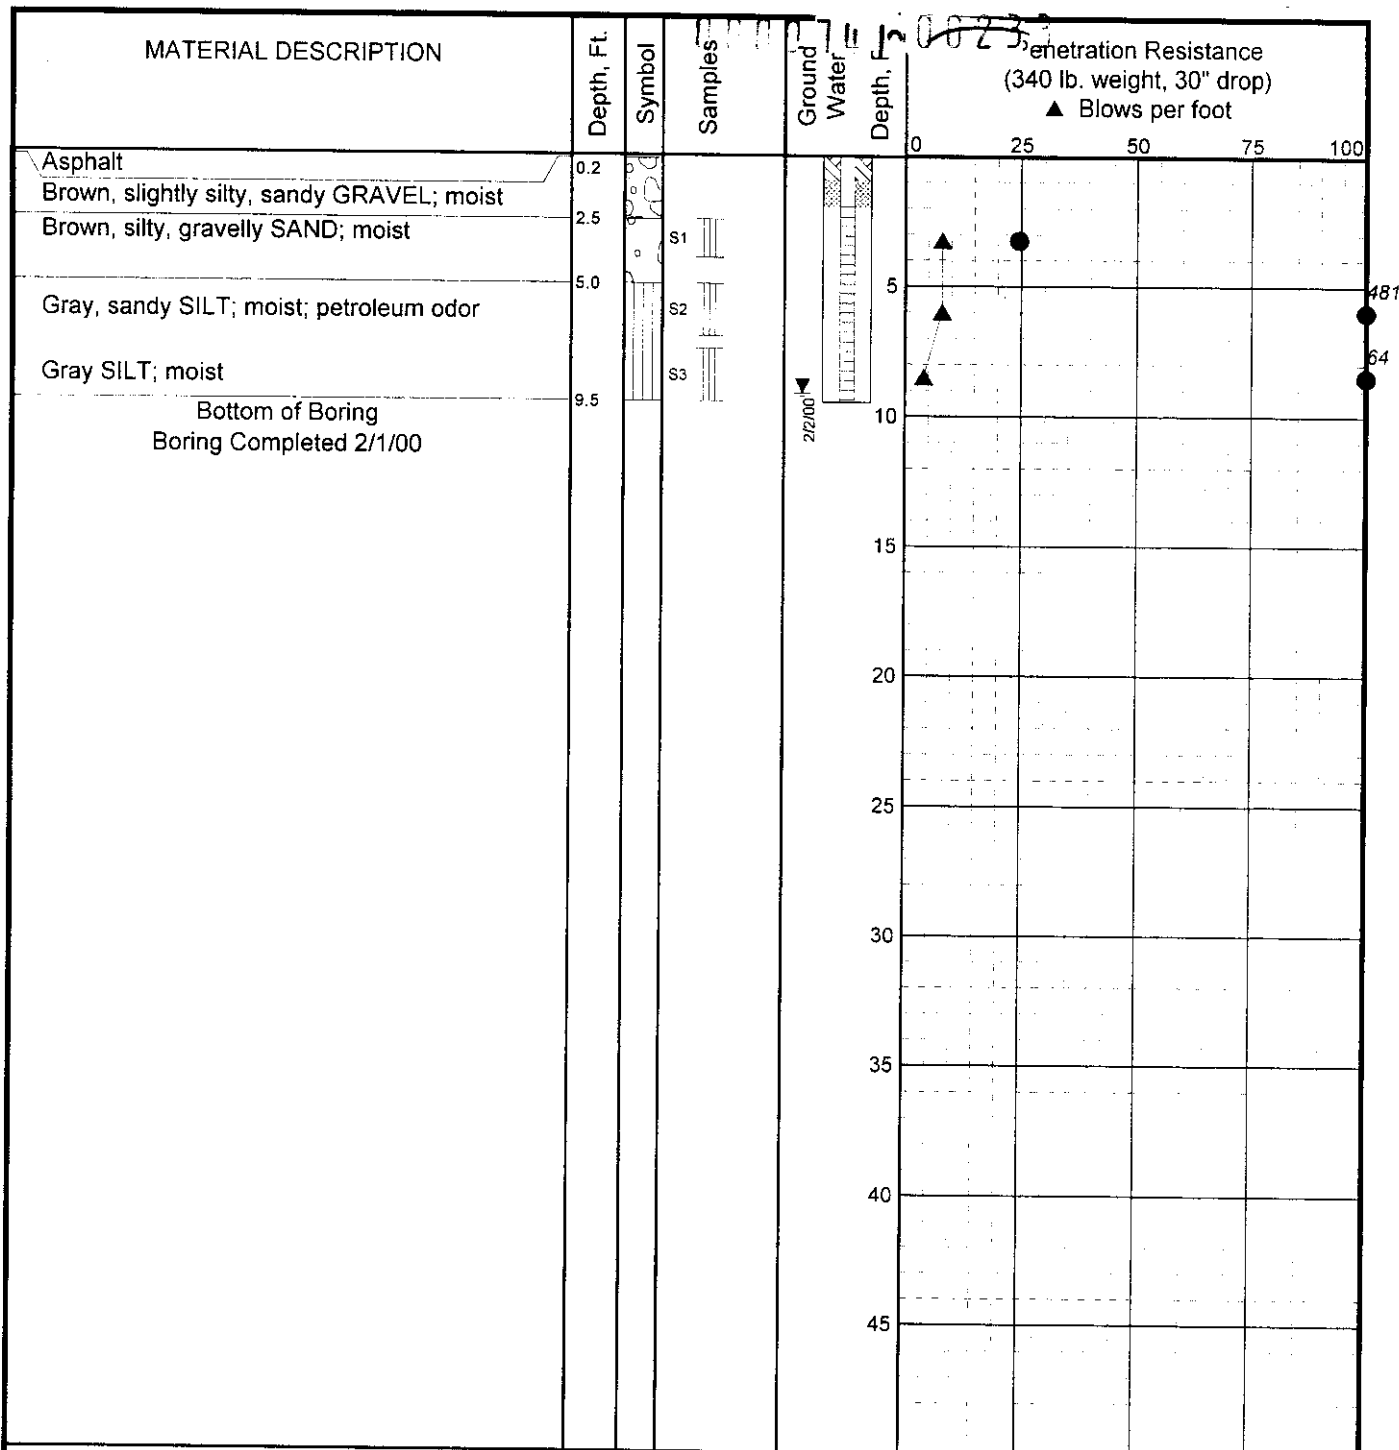 MATERIAL DESCRIPTION
Depth, Ft.
Symbol
Samples
Ground
Water
Depth, F
enetration Resistance
(340 lb. weight, 30" drop)
▲ Blows per foot
0 25 50 75 100
Asphalt
0.2
Brown, slightly silty, sandy GRAVEL; moist
2.5
Brown, silty, gravelly SAND; moist
S1
5.0
5
481
Gray, sandy SILT; moist; petroleum odor
S2
64
Gray SILT; moist
S3
9.5
2/2/00
10
Bottom of Boring
Boring Completed 2/1/00
15
20
25
30
35
40
45